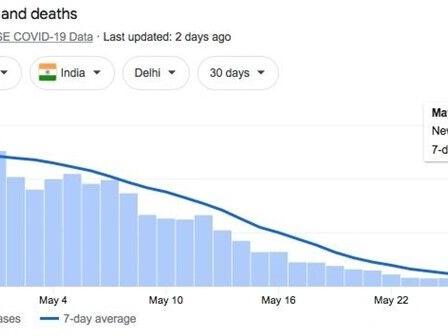 and deaths
SE COVID-19 Data · Last updated: 2 days ago
India Delhi 30 days
Ma
New
7-d
May 4 May 10 May 16 May 22
ases 7-day average